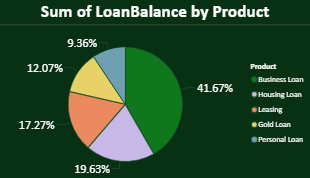 Sum of LoanBalance by Product
9.36%
12.07%
41.67%
17.27%
19.63%
Product
Business Loan
Housing Loan
Leasing
Gold Loan
Personal Loan